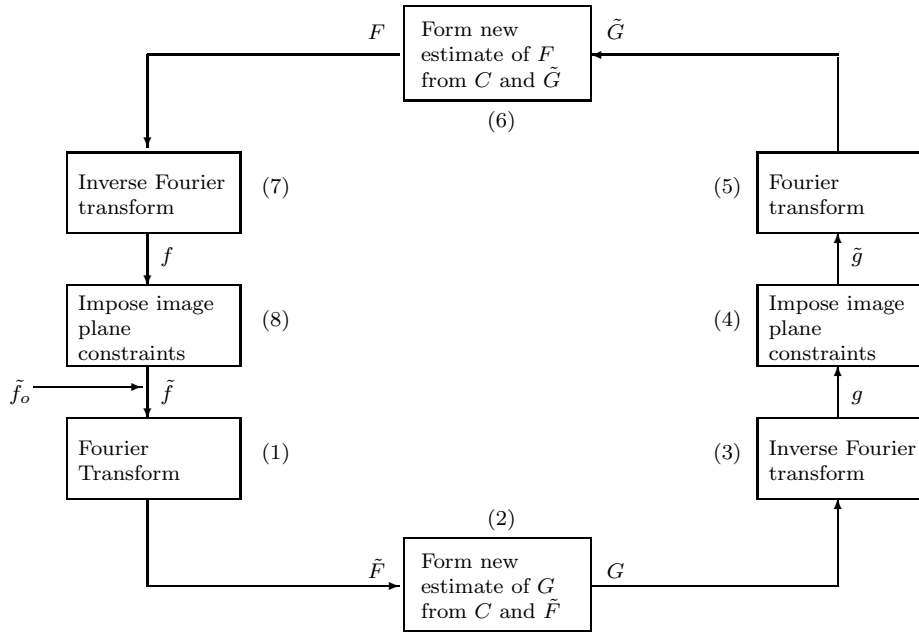 F
Form new
estimate of F
from C and G̃
G̃
(6)
Inverse Fourier
transform
(7)
(5)
Fourier
transform
f
g̃
Impose image
plane
constraints
(8)
(4)
Impose image
plane
constraints
f̃ₒ
f̃
g
Fourier
Transform
(1)
(3)
Inverse Fourier
transform
(2)
F̃
Form new
estimate of G
from C and F̃
G